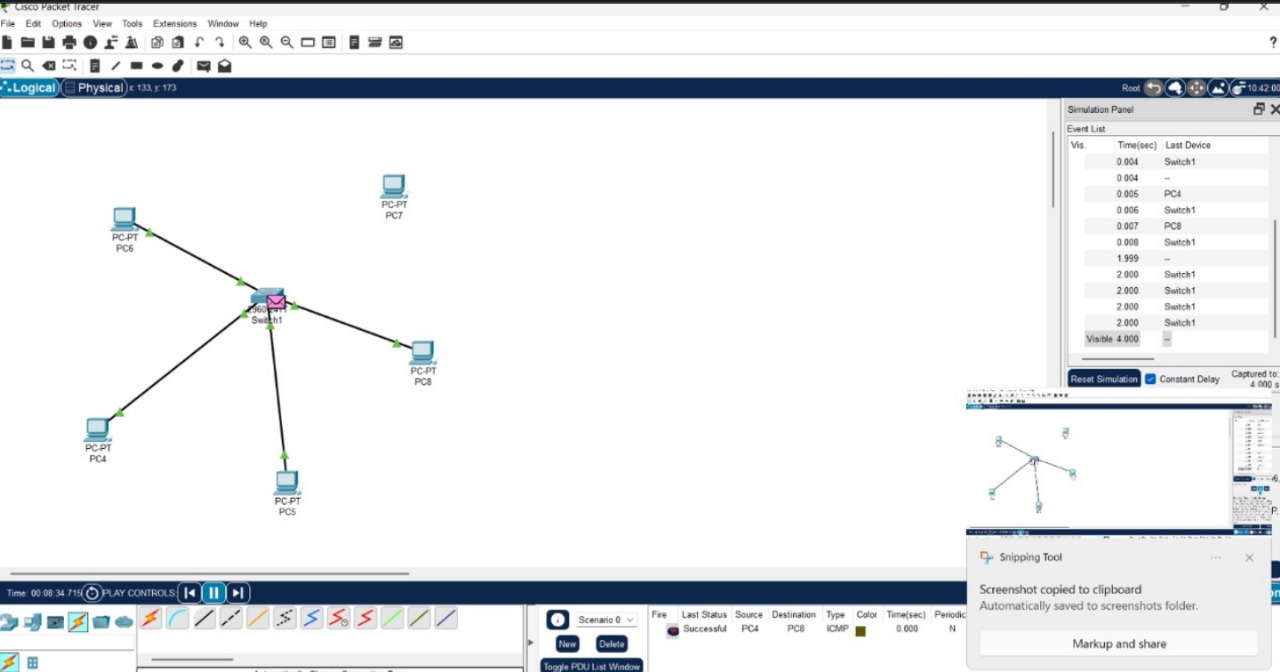 Cisco Packet Tracer
File Edit Options View Tools Extensions Window Help
?
Logical Physical x: 133, y: 173 Root 10:42:00
Simulation Panel
Event List
Vis. Time(sec) Last Device
0.004 Switch1
0.004 --
0.005 PC4
0.006 Switch1
0.007 PC8
0.008 Switch1
1.999 --
2.000 Switch1
2.000 Switch1
2.000 Switch1
2.000 Switch1
Visible 4.000 --
Reset Simulation Constant Delay Captured to:
4.000 s
PC-PT
PC7
PC-PT
PC6
Switch1
PC-PT
PC8
PC-PT
PC4
PC-PT
PC5
Snipping Tool
Screenshot copied to clipboard
Automatically saved to screenshots folder.
Markup and share
Time: 00:08:34.715 PLAY CONTROLS:
Scenario 0
New Delete
Toggle PDU List Window
Fire Last Status Source Destination Type Color Time(sec) Periodic
Successful PC4 PC8 ICMP 0.000 N